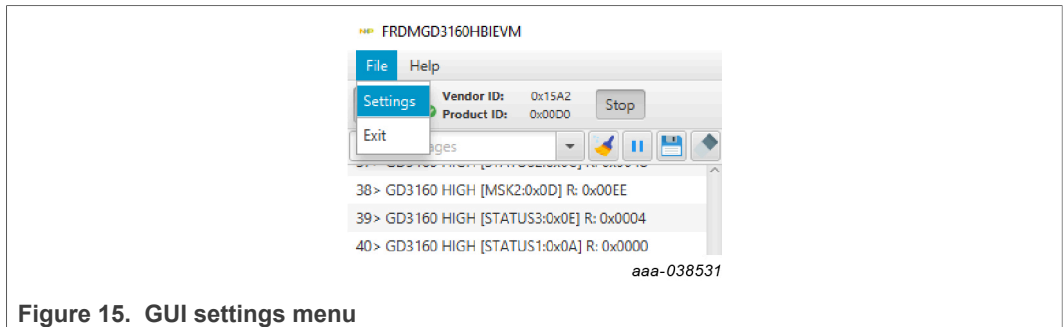 FRDMGD3160HBIEVM
File Help
Settings
Vendor ID: 0x15A2
Stop
Product ID: 0x00D0
Exit
38> GD3160 HIGH [MSK2:0x0D] R: 0x00EE
39> GD3160 HIGH [STATUS3:0x0E] R: 0x0004
40> GD3160 HIGH [STATUS1:0x0A] R: 0x0000
aaa-038531
Figure 15. GUI settings menu